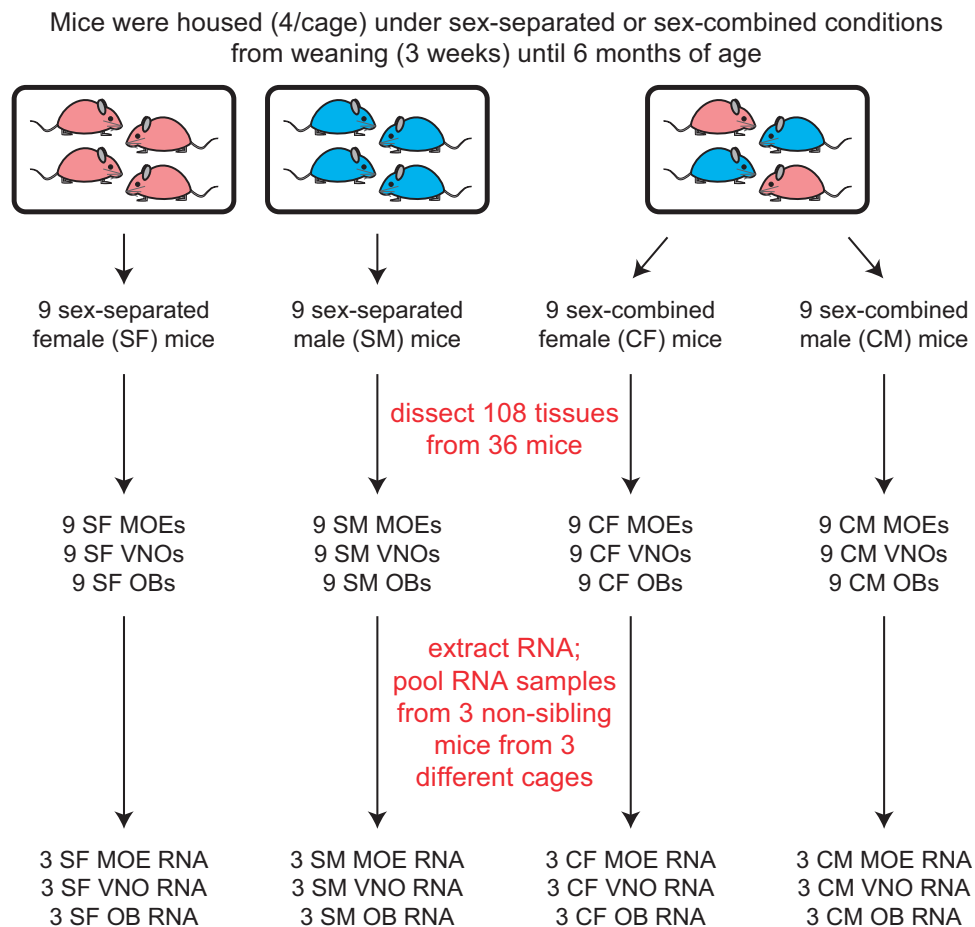 Mice were housed (4/cage) under sex-separated or sex-combined conditions
from weaning (3 weeks) until 6 months of age
9 sex-separated
female (SF) mice
9 sex-separated
male (SM) mice
9 sex-combined
female (CF) mice
9 sex-combined
male (CM) mice
dissect 108 tissues
from 36 mice
9 SF MOEs
9 SF VNOs
9 SF OBs
9 SM MOEs
9 SM VNOs
9 SM OBs
9 CF MOEs
9 CF VNOs
9 CF OBs
9 CM MOEs
9 CM VNOs
9 CM OBs
extract RNA;
pool RNA samples
from 3 non-sibling
mice from 3
different cages
3 SF MOE RNA
3 SF VNO RNA
3 SF OB RNA
3 SM MOE RNA
3 SM VNO RNA
3 SM OB RNA
3 CF MOE RNA
3 CF VNO RNA
3 CF OB RNA
3 CM MOE RNA
3 CM VNO RNA
3 CM OB RNA